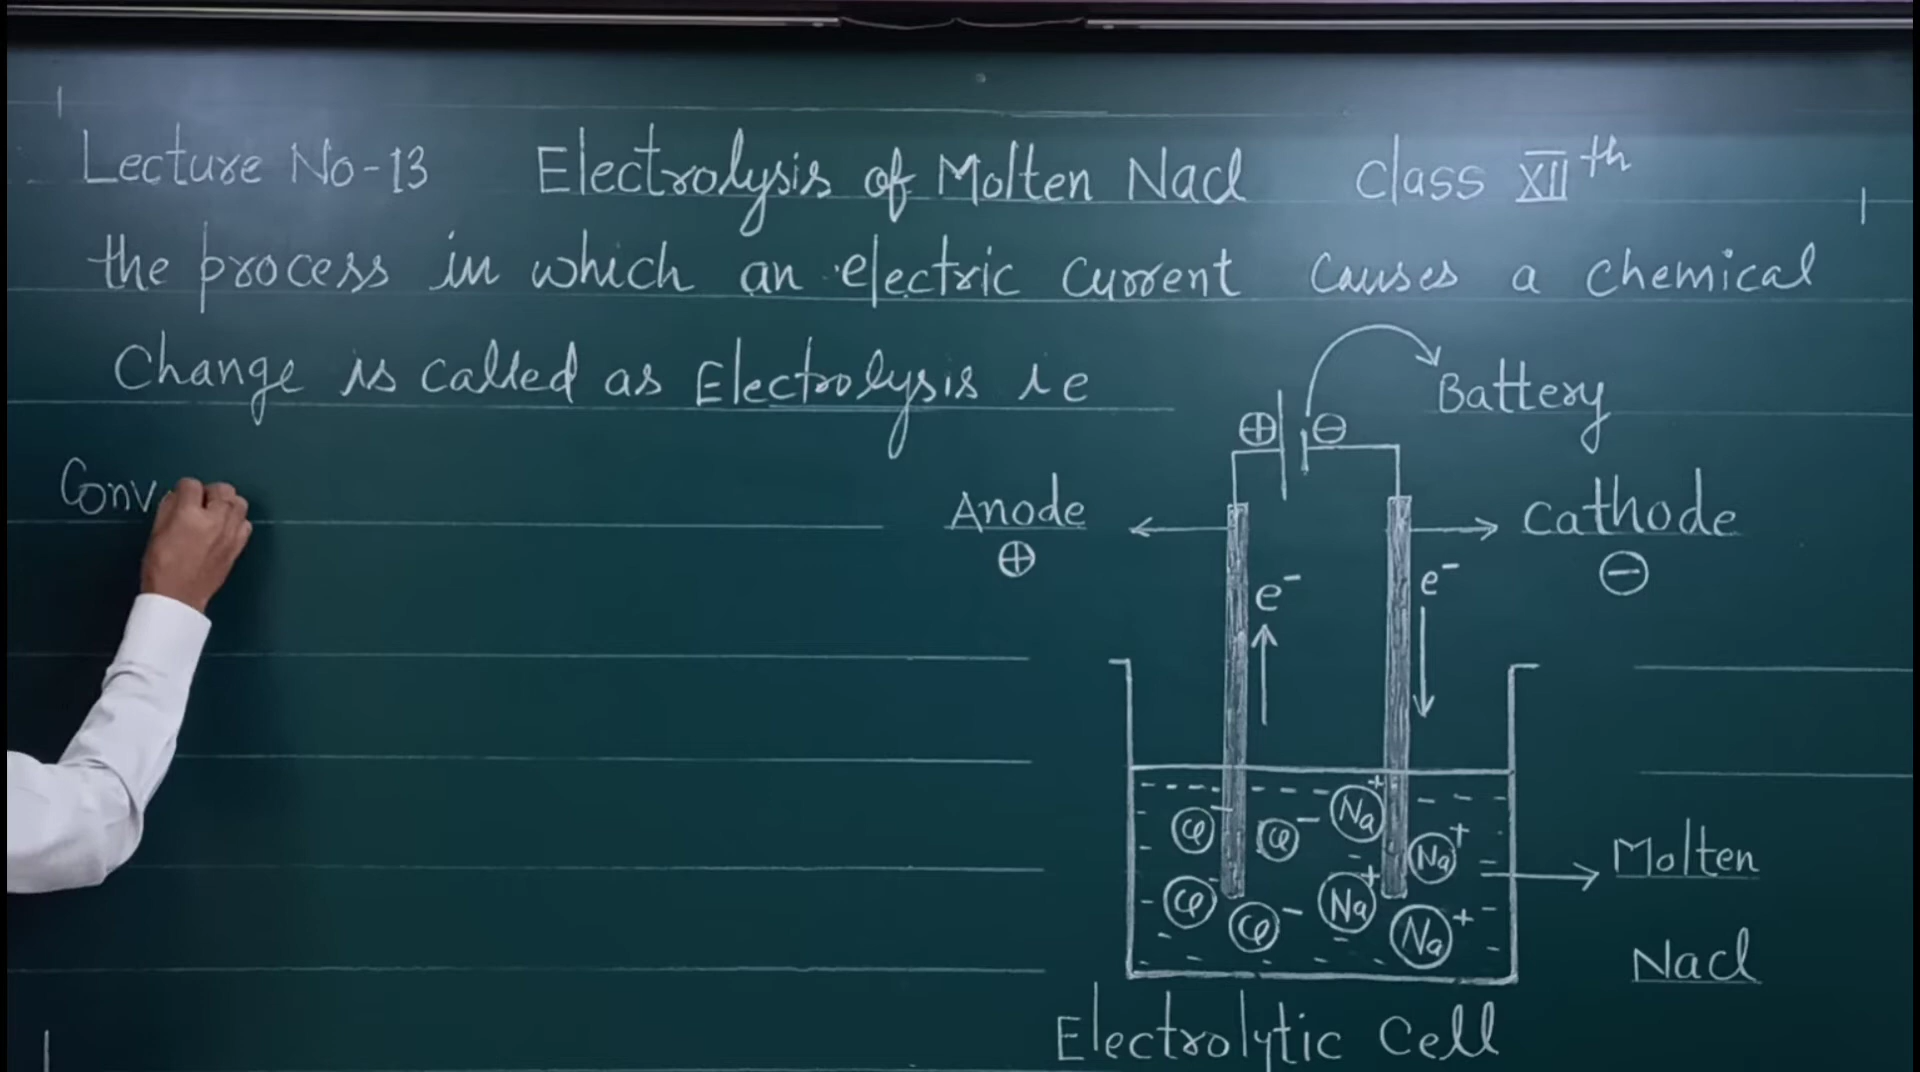 Lecture No-13 Electrolysis of Molten Nacl class XIIth
the process in which an electric current causes a chemical
Change is called as Electrolysis ie
Conv
⊕ ⊖ Battery
Anode Cathode
⊕ ⊖
e⁻ e⁻
Cl⁻ Cl⁻ Na⁺ Na⁺
Cl⁻ Cl⁻ Na⁺ Na⁺
Molten
Nacl
Electrolytic Cell